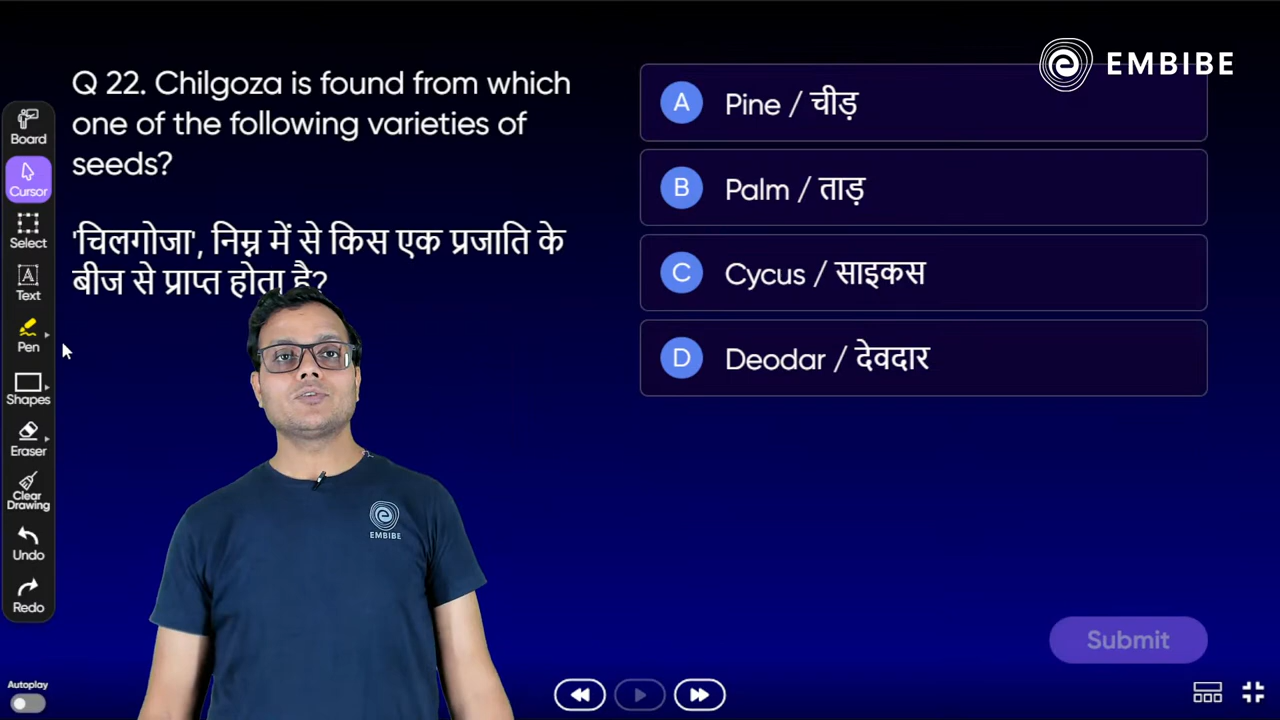 EMBIBE
Q 22. Chilgoza is found from which
one of the following varieties of
seeds?
'चिलगोजा', निम्न में से किस एक प्रजाति के
बीज से प्राप्त होता है?
A Pine / चीड़
B Palm / ताड़
C Cycus / साइकस
D Deodar / देवदार
Board
Cursor
Select
A
Text
Pen
Shapes
Eraser
Clear
Drawing
Undo
Redo
Autoplay
EMBIBE
Submit